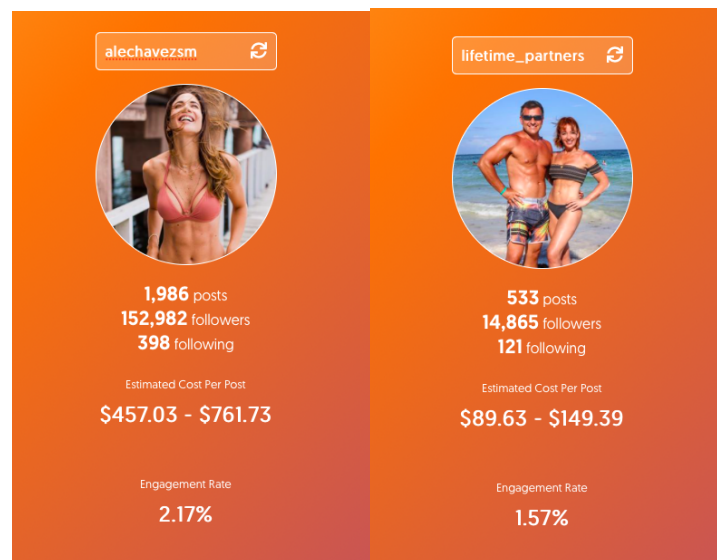 alechavezsm
1,986 posts
152,982 followers
398 following
Estimated Cost Per Post
$457.03 - $761.73
Engagement Rate
2.17%
lifetime_partners
533 posts
14,865 followers
121 following
Estimated Cost Per Post
$89.63 - $149.39
Engagement Rate
1.57%